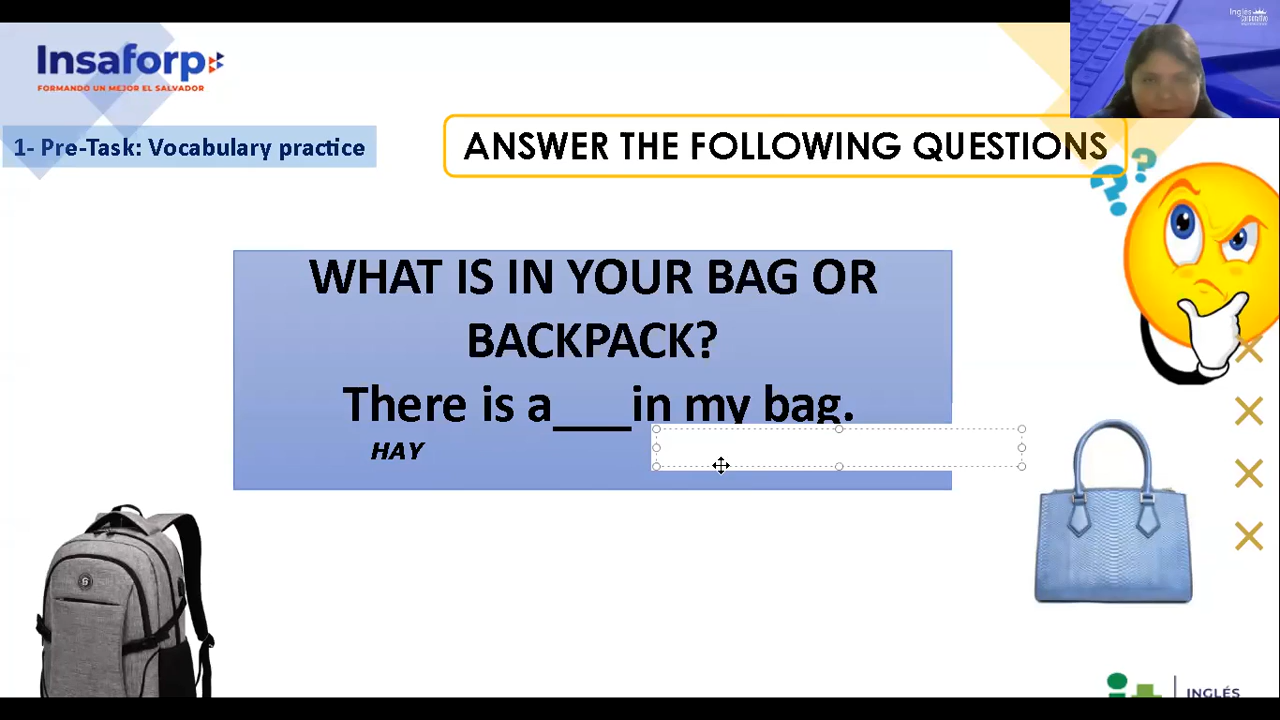 Insaforp
FORMANDO UN MEJOR EL SALVADOR
1- Pre-Task: Vocabulary practice
ANSWER THE FOLLOWING QUESTIONS
WHAT IS IN YOUR BAG OR
BACKPACK?
There is a___in my bag.
HAY
Inglés
INGLÉS